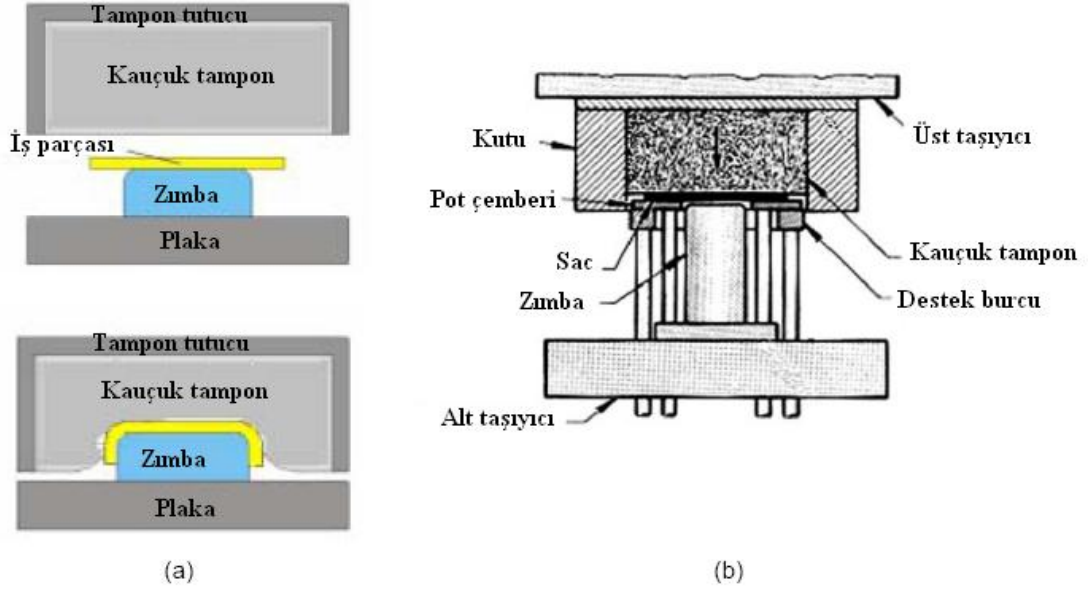 Tampon tutucu
Kauçuk tampon
İş parçası
Zımba
Plaka
Tampon tutucu
Kauçuk tampon
Zımba
Plaka
(a)
Kutu
Üst taşıyıcı
Pot çemberi
Sac
Kauçuk tampon
Zımba
Destek burcu
Alt taşıyıcı
(b)